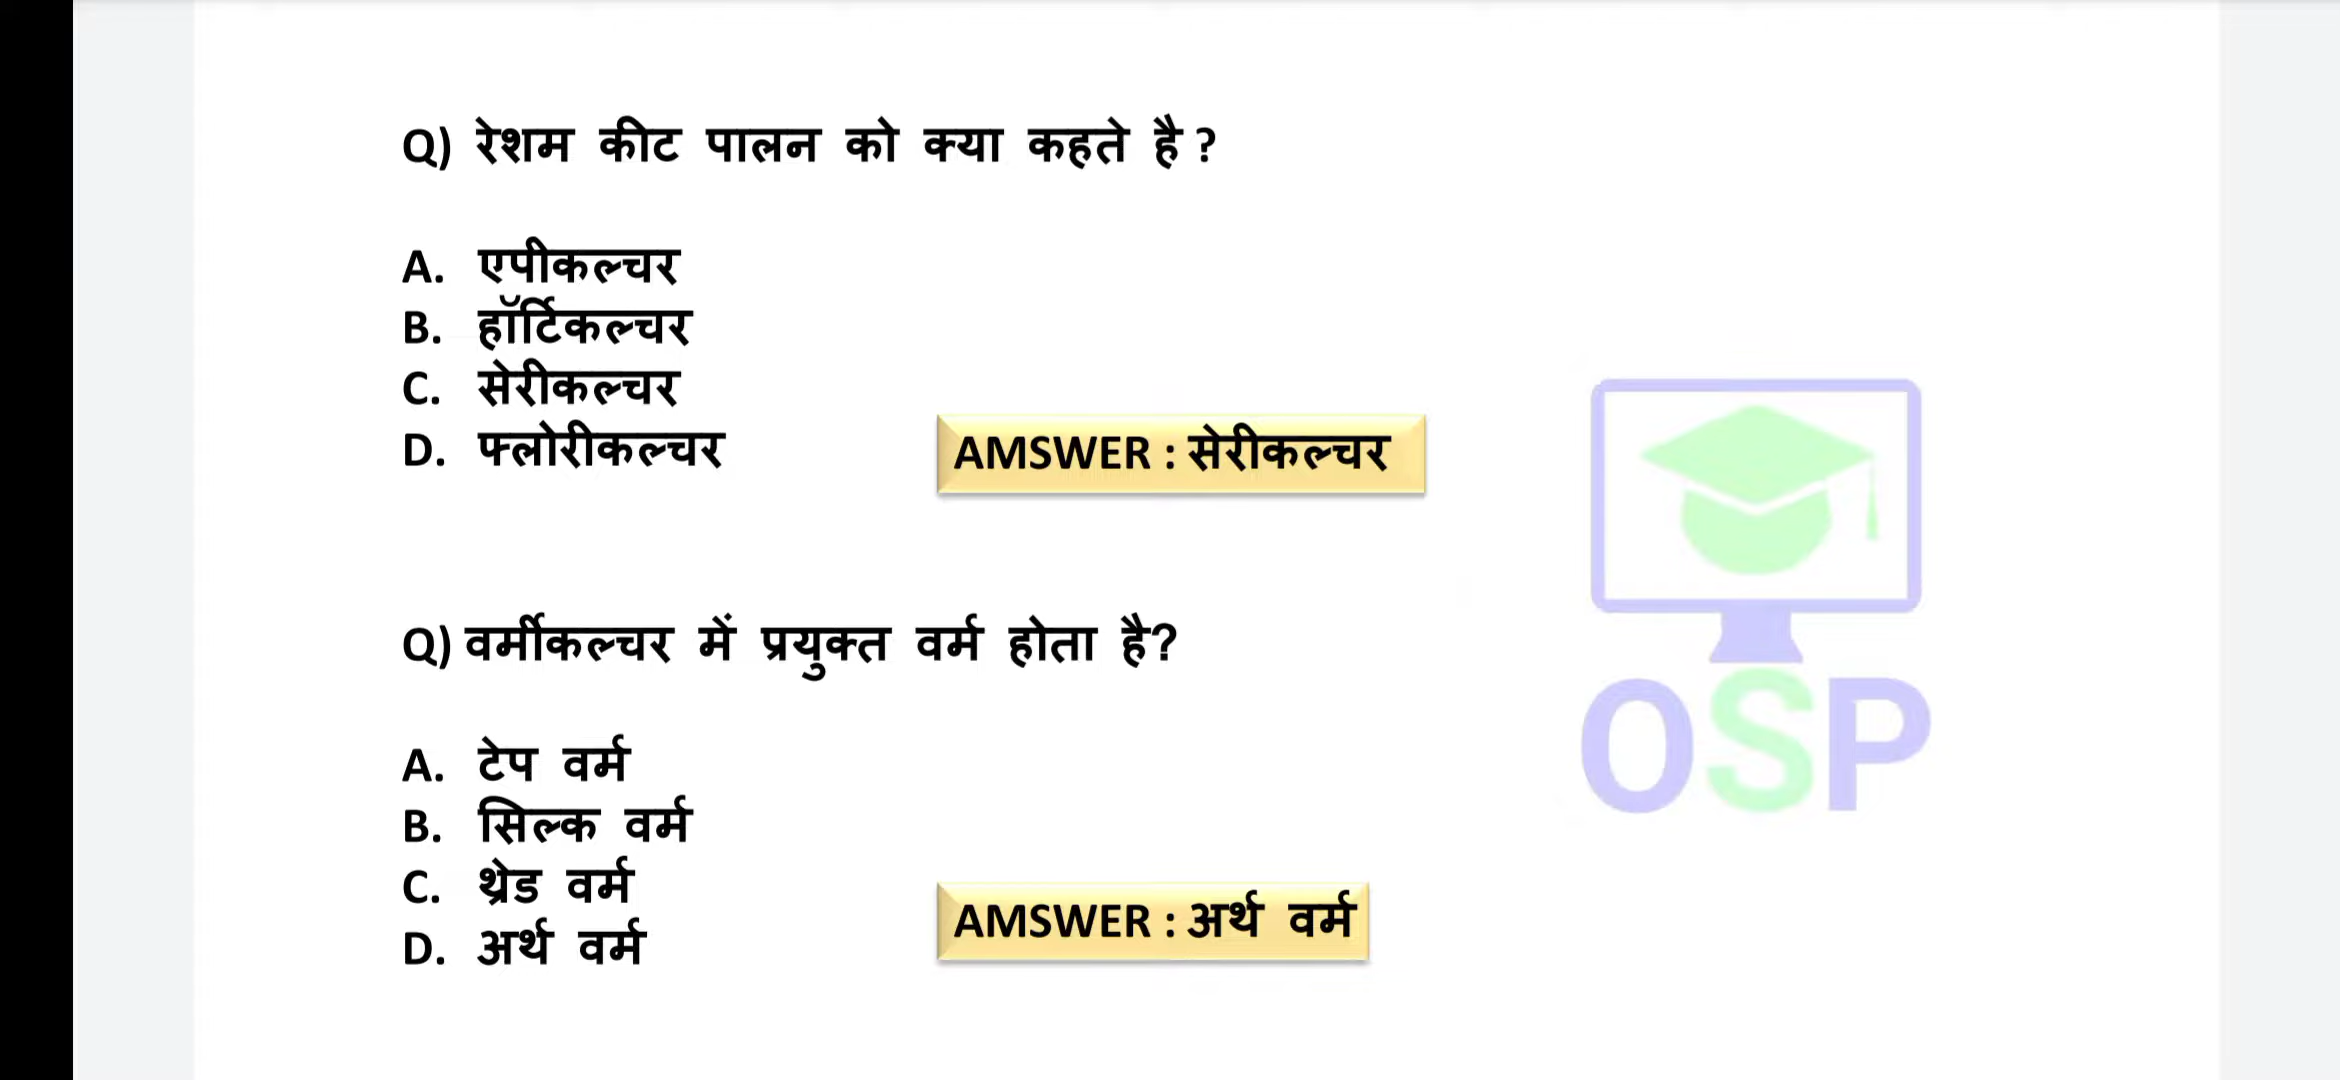 Q) रेशम कीट पालन को क्या कहते है ?
A. एपीकल्चर
B. हॉर्टिकल्चर
C. सेरीकल्चर
D. फ्लोरीकल्चर
AMSWER : सेरीकल्चर
Q) वर्मीकल्चर में प्रयुक्त वर्म होता है?
A. टेप वर्म
B. सिल्क वर्म
C. थ्रेड वर्म
D. अर्थ वर्म
AMSWER : अर्थ वर्म
OSP